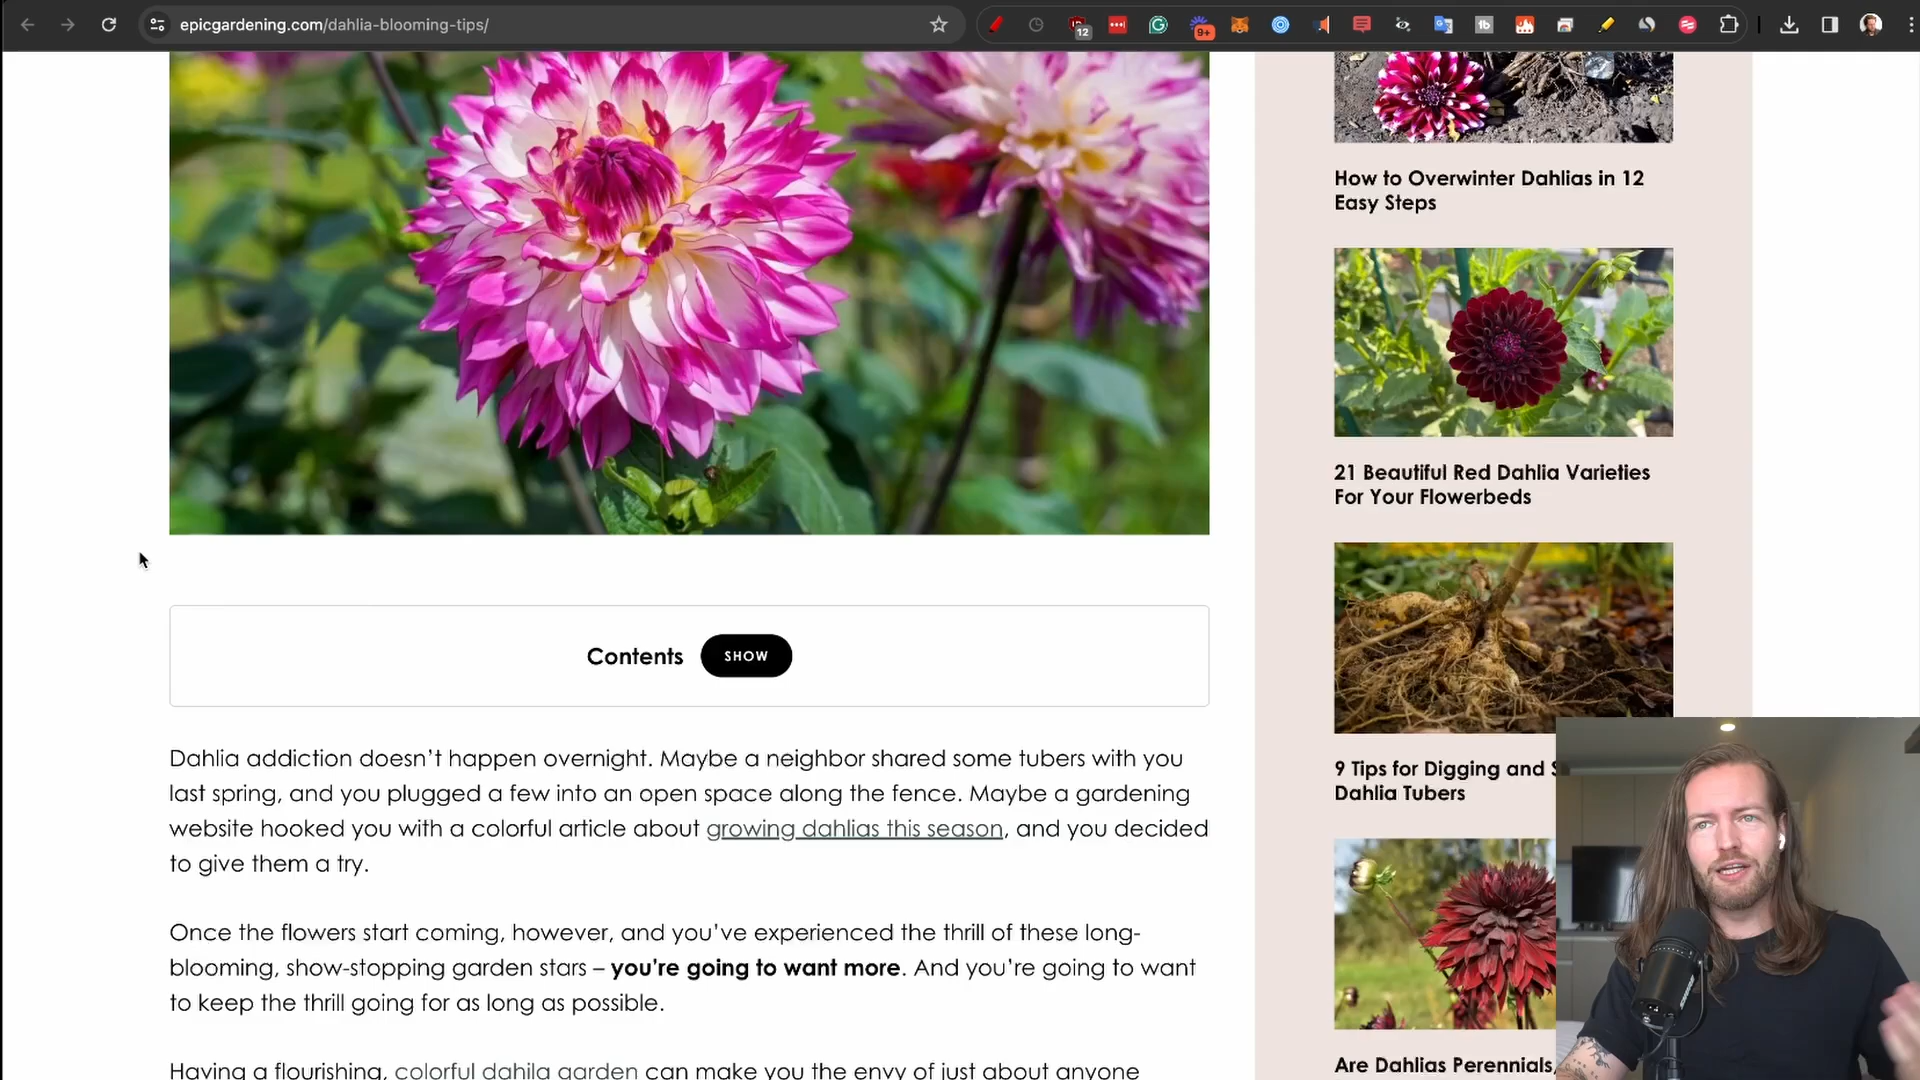 epicgardening.com/dahlia-blooming-tips/
12
9+
How to Overwinter Dahlias in 12
Easy Steps
21 Beautiful Red Dahlia Varieties
For Your Flowerbeds
9 Tips for Digging and S
Dahlia Tubers
Are Dahlias Perennials,
Contents SHOW
Dahlia addiction doesn’t happen overnight. Maybe a neighbor shared some tubers with you
last spring, and you plugged a few into an open space along the fence. Maybe a gardening
website hooked you with a colorful article about growing dahlias this season, and you decided
to give them a try.
Once the flowers start coming, however, and you’ve experienced the thrill of these long-
blooming, show-stopping garden stars – you’re going to want more. And you’re going to want
to keep the thrill going for as long as possible.
Having a flourishing, colorful dahila garden can make you the envy of just about anyone